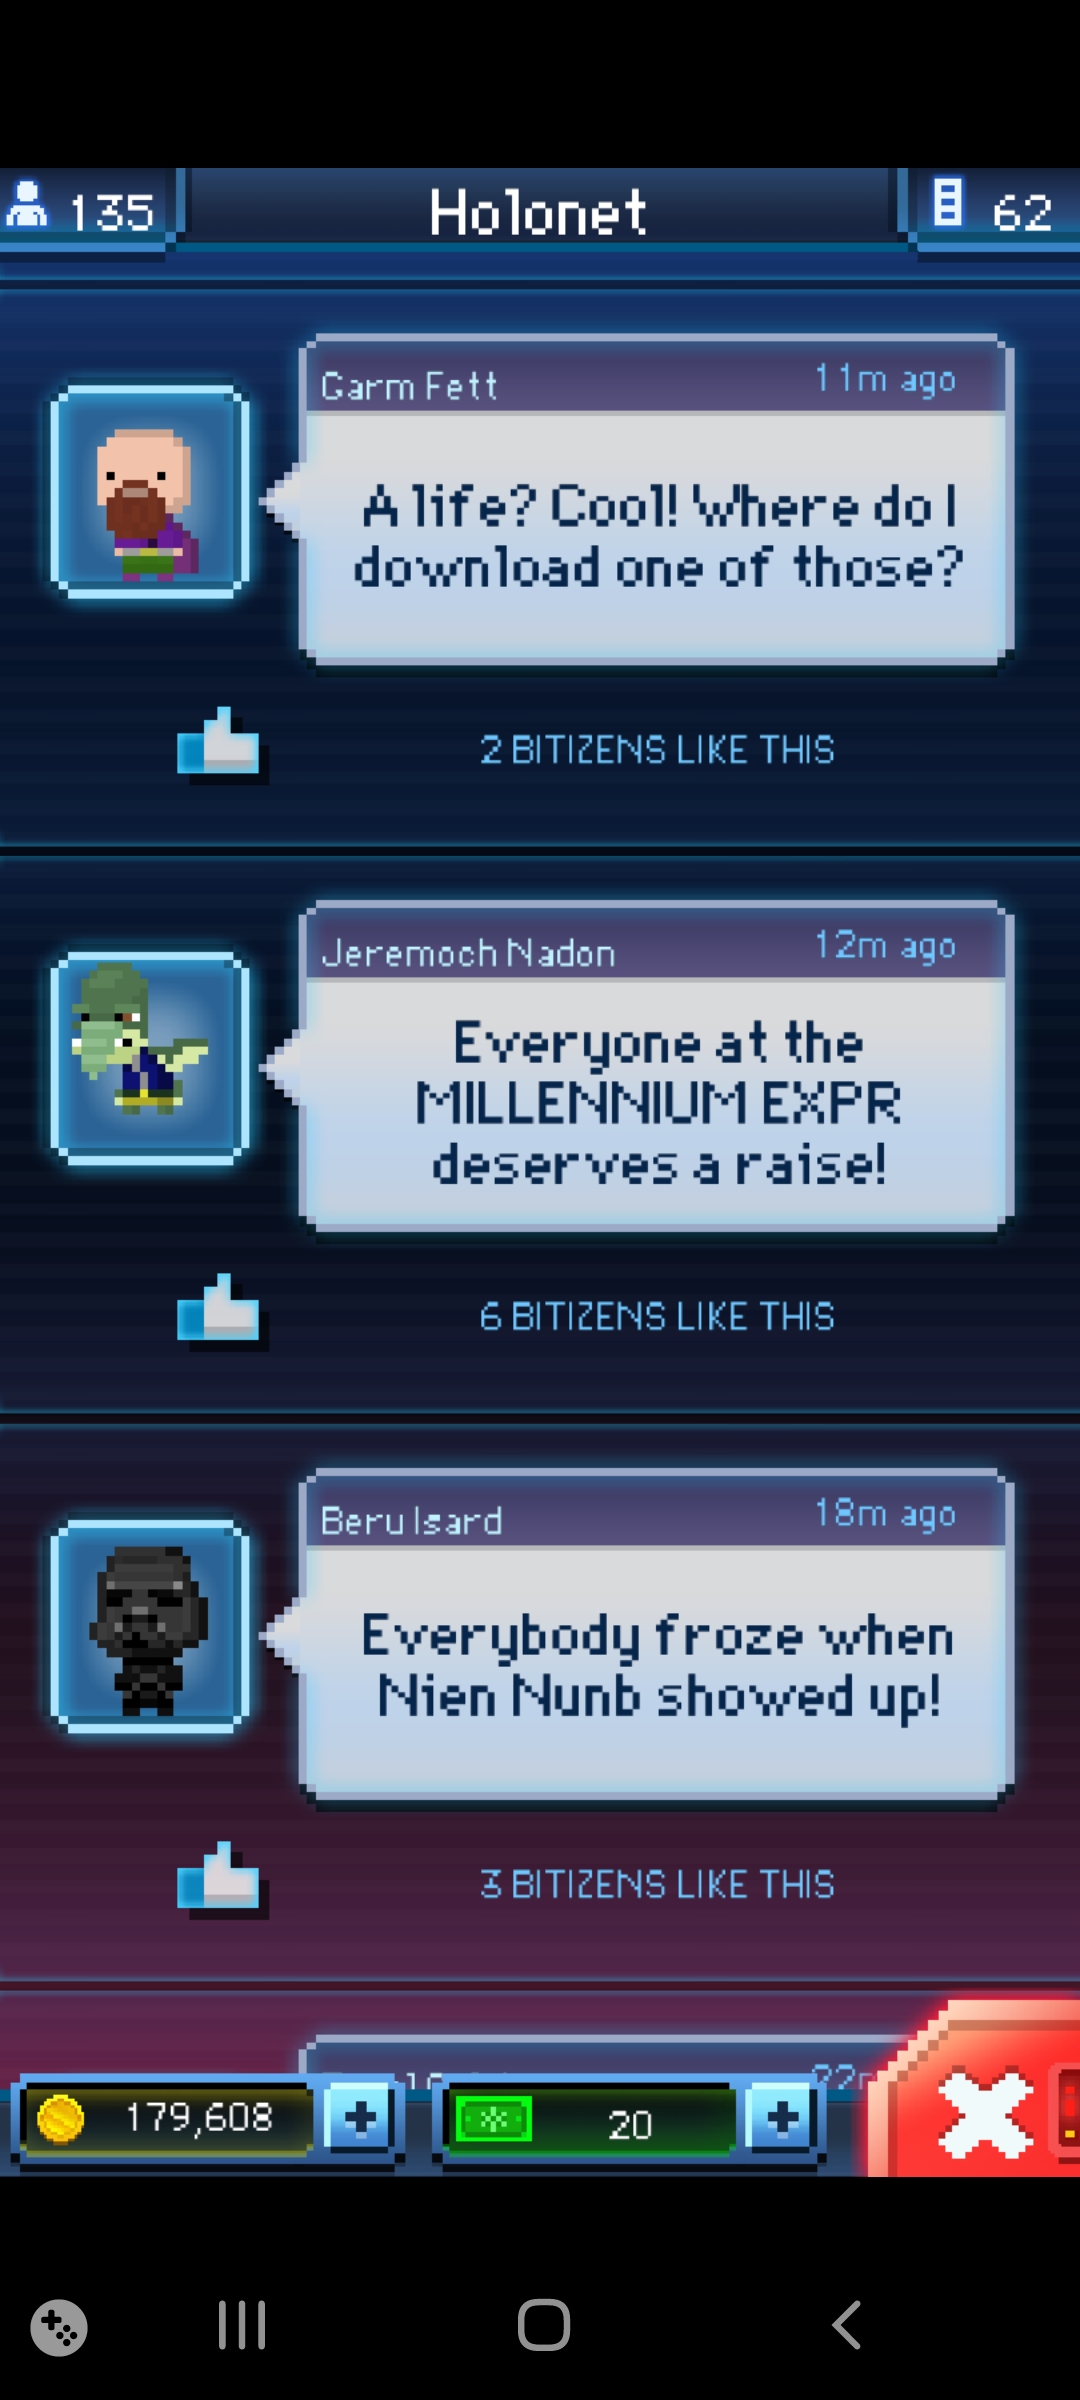 135 Holonet 62
Garm Fett 11m ago
A life? Cool! Where do I
download one of those?
2 BITIZENS LIKE THIS
Jeremoch Nadon 12m ago
Everyone at the
MILLENNIUM EXPR
deserves a raise!
6 BITIZENS LIKE THIS
Beru Isard 18m ago
Everybody froze when
Nien Nunb showed up!
3 BITIZENS LIKE THIS
179,608 20